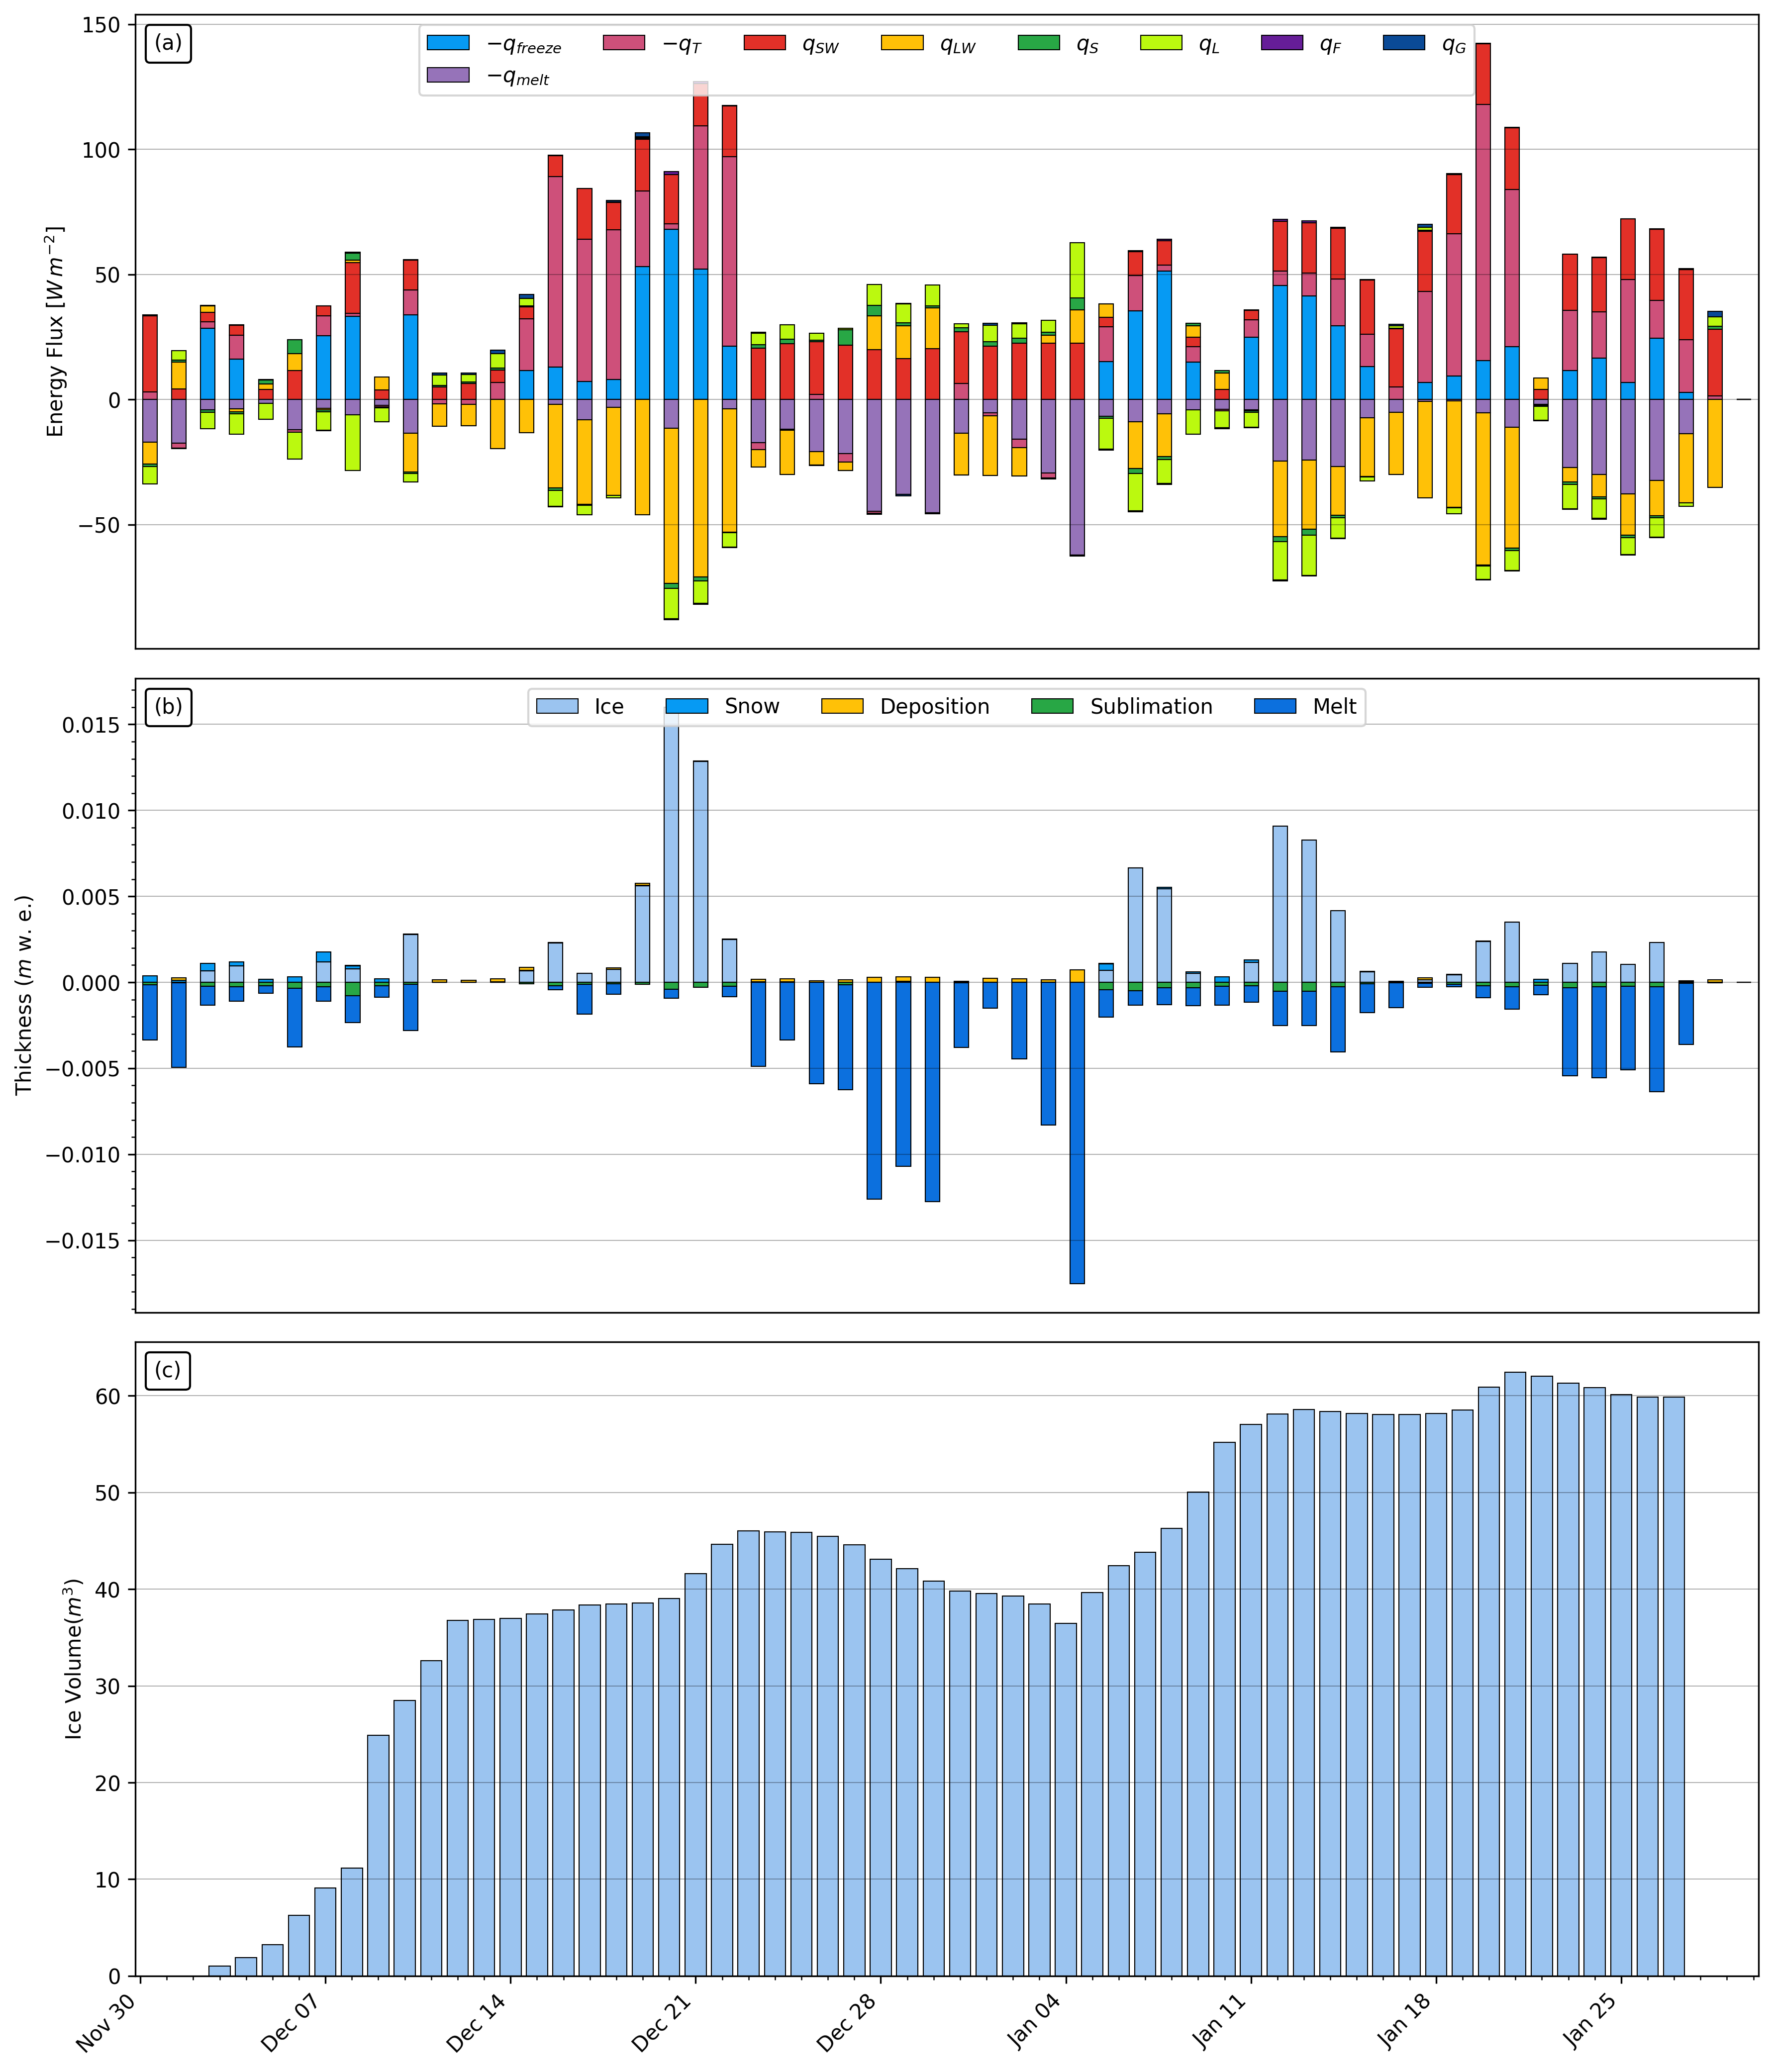 (a)
−q_freeze −q_T q_SW q_LW q_S q_L q_F q_G
−q_melt
150
100
50
0
−50
Energy Flux [W m⁻²]
(b)
Ice Snow Deposition Sublimation Melt
0.015
0.010
0.005
0.000
−0.005
−0.010
−0.015
Thickness (m w. e.)
(c)
60
50
40
30
20
10
0
Ice Volume(m³)
Nov 30 Dec 07 Dec 14 Dec 21 Dec 28 Jan 04 Jan 11 Jan 18 Jan 25